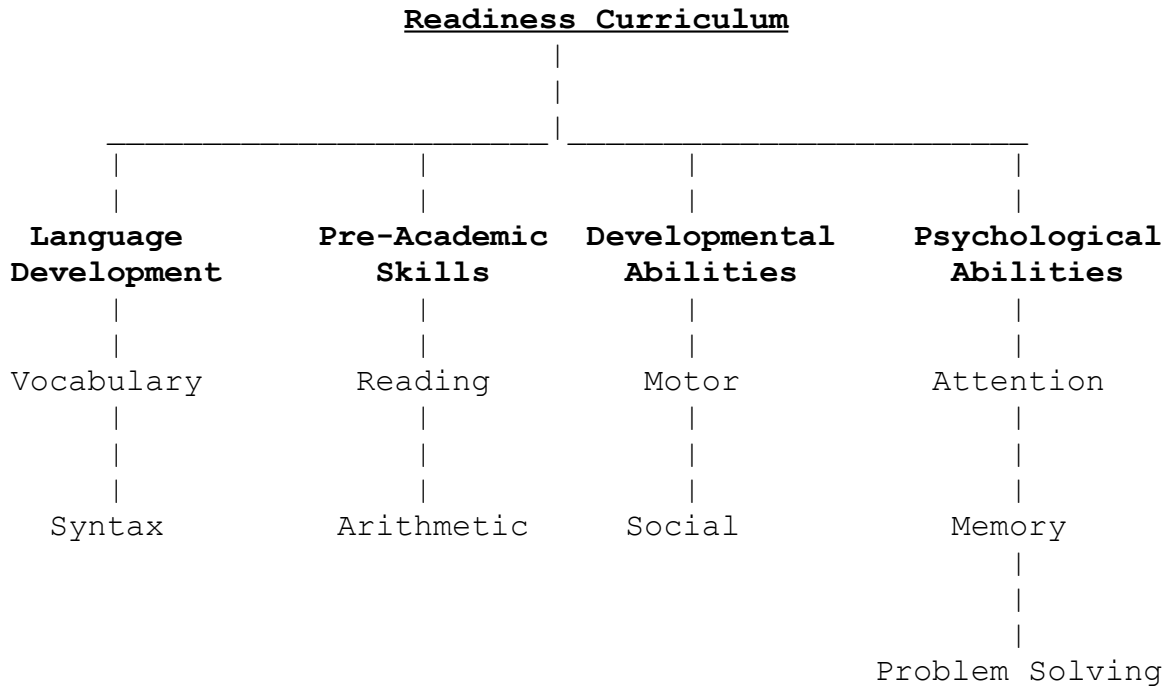 Readiness Curriculum
Language Pre-Academic Developmental Psychological
Development Skills Abilities Abilities
Vocabulary Reading Motor Attention
Syntax Arithmetic Social Memory
Problem Solving